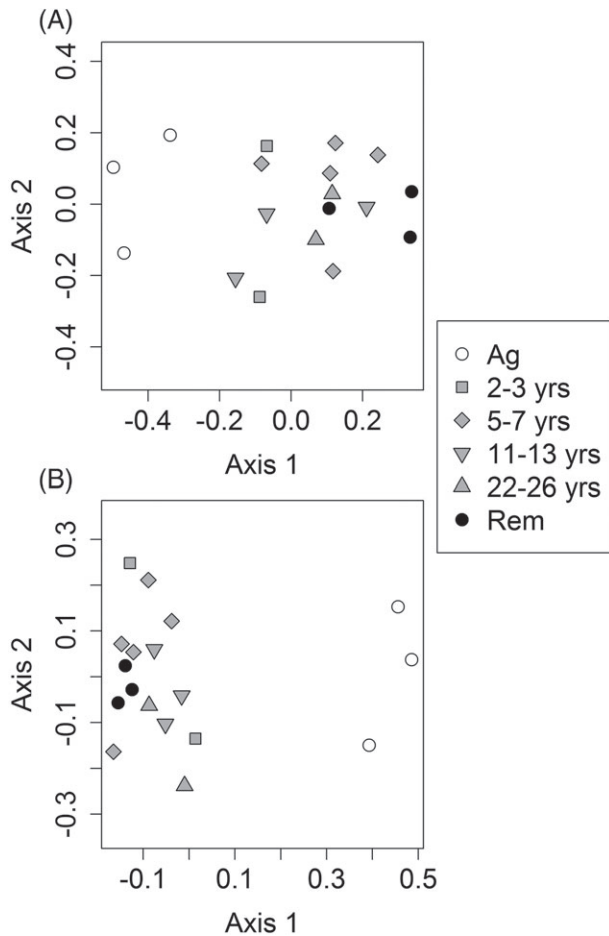 (A)
Axis 2
0.4
0.2
0.0
-0.2
-0.4
-0.4 -0.2 0.0 0.2
Axis 1
Ag
2-3 yrs
5-7 yrs
11-13 yrs
22-26 yrs
Rem
(B)
Axis 2
0.3
0.1
-0.1
-0.3
-0.1 0.1 0.3 0.5
Axis 1